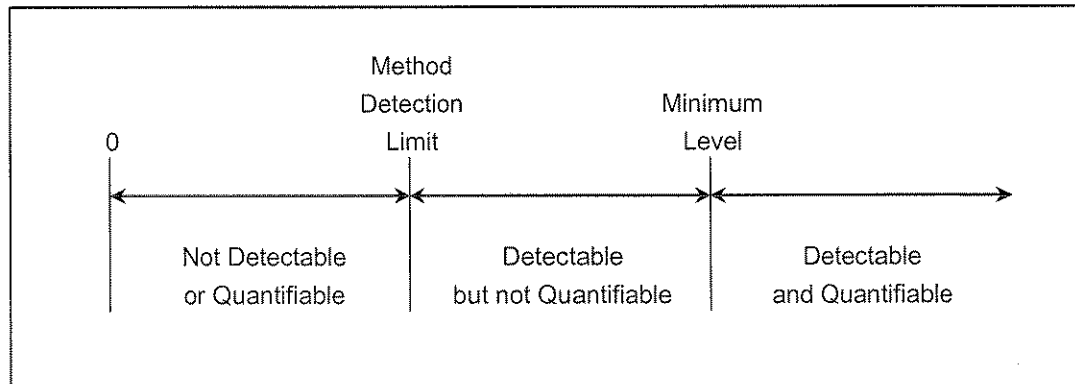 0
Method
Detection
Limit
Minimum
Level
Not Detectable
or Quantifiable
Detectable
but not Quantifiable
Detectable
and Quantifiable